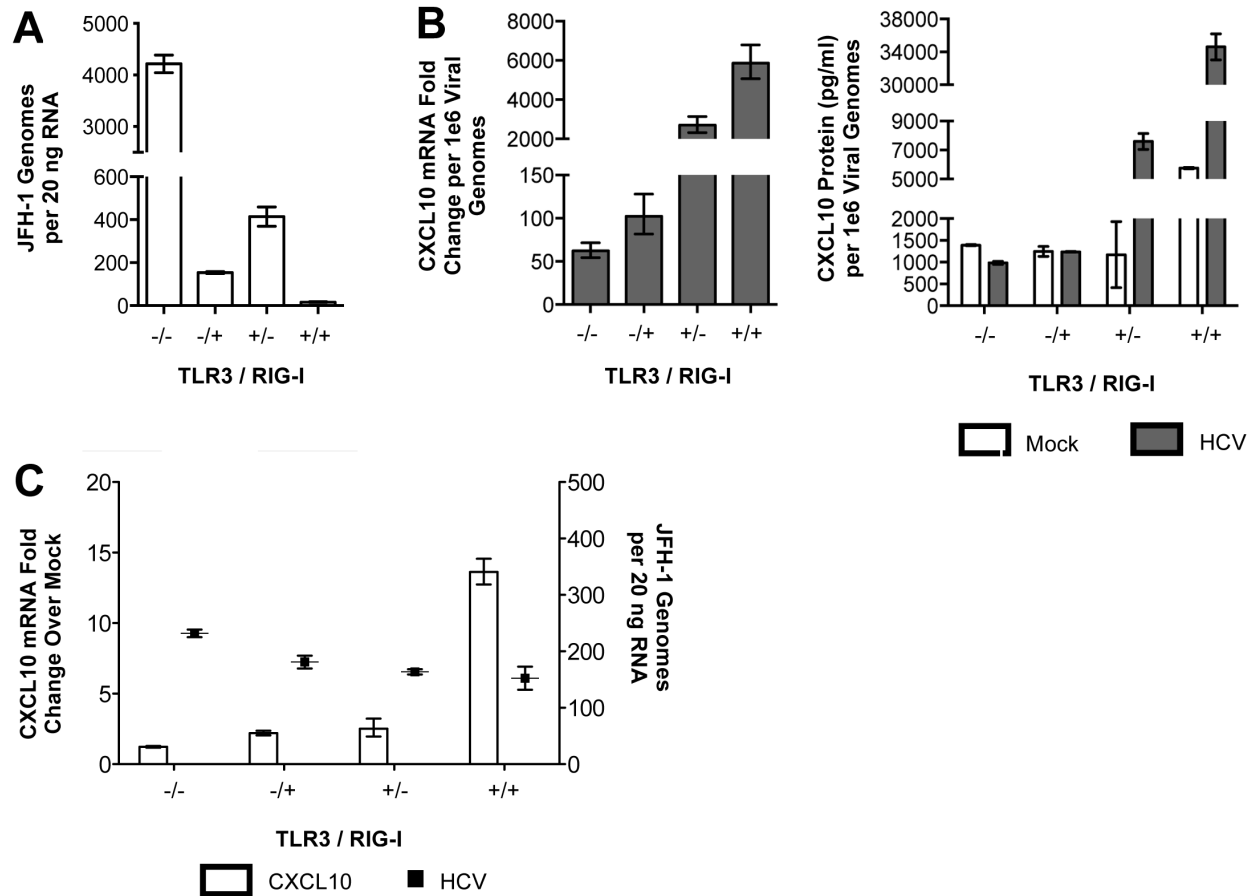 A
JFH-1 Genomes
per 20 ng RNA
5000
4000
3000
600
400
200
0
-/-
-/+
+/-
+/+
TLR3 / RIG-I
B
CXCL10 mRNA Fold
Change per 1e6 Viral
Genomes
8000
6000
4000
2000
100
50
0
-/-
-/+
+/-
+/+
TLR3 / RIG-I
CXCL10 Protein (pg/ml)
per 1e6 Viral Genomes
38000
34000
30000
9000
7000
5000
2000
1500
1000
500
0
-/-
-/+
+/-
+/+
TLR3 / RIG-I
Mock
HCV
C
CXCL10 mRNA Fold
Change Over Mock
20
15
10
5
0
JFH-1 Genomes
per 20 ng RNA
500
400
300
200
100
0
-/-
-/+
+/-
+/+
TLR3 / RIG-I
CXCL10
HCV